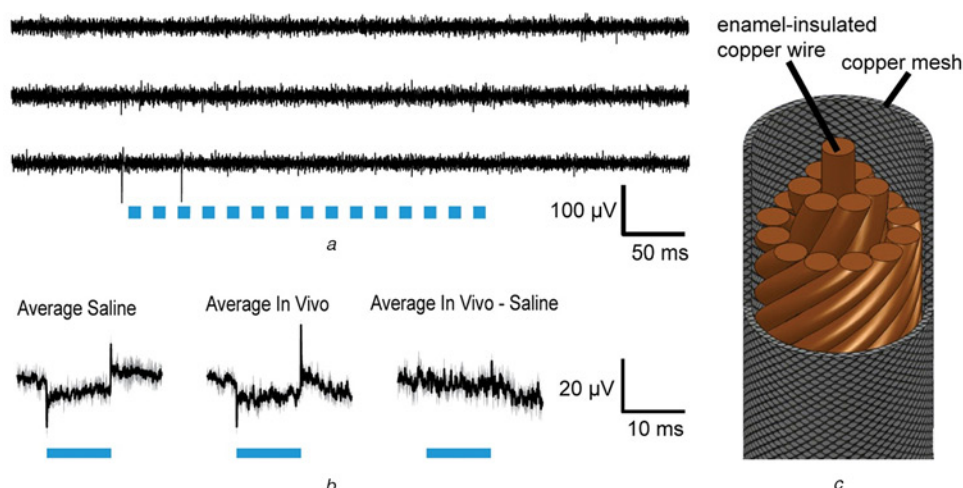 enamel-insulated
copper wire
copper mesh
100 µV
50 ms
a
Average Saline
Average In Vivo
Average In Vivo - Saline
20 µV
10 ms
b
c